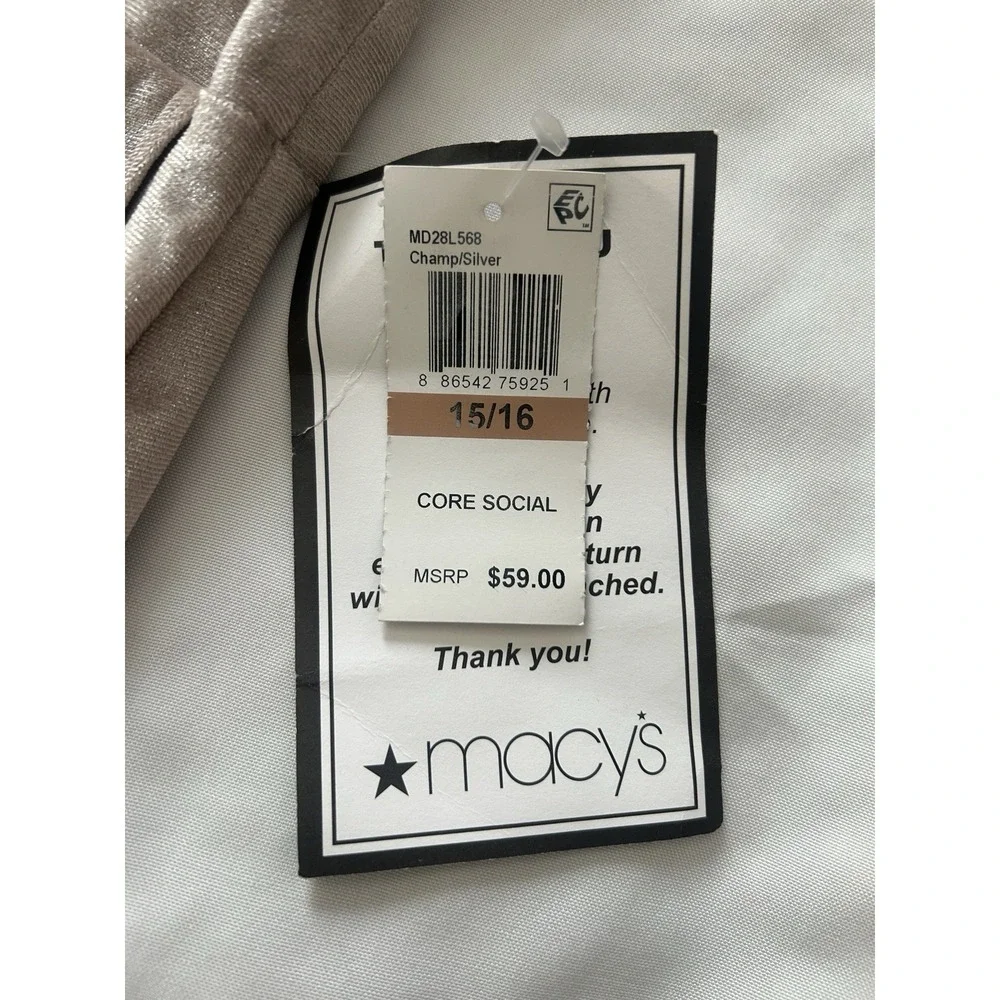 EPC
MD28L568
Champ/Silver
8 86542 75925 1
15/16
CORE SOCIAL
MSRP $59.00
Thank you!
macy's